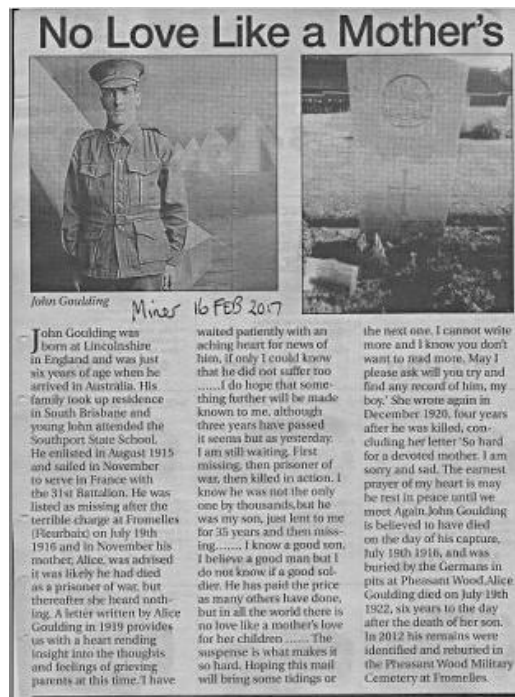 No Love Like a Mother's
John Goulding
Miner 16 FEB 2017
John Goulding was
born at Lincolnshire
in England and was just
six years of age when he
arrived in Australia. His
family took up residence
in South Brisbane and
young John attended the
Southport State School.
He enlisted in August 1915
and sailed in November
to serve in France with
the 31st Battalion. He was
listed as missing after the
terrible charge at Fromelles
(Fleurbaix) on July 19th
1916 and in November his
mother, Alice, was advised
it was likely he had died
as a prisoner of war, but
thereafter she heard noth-
ing. A letter written by Alice
Goulding in 1919 provides
us with a heart rending
insight into the thoughts
and feelings of grieving
parents at this time. 'I have
waited patiently with an
aching heart for news of
him, if only I could know
that he did not suffer too
......I do hope that some-
thing further will be made
known to me, although
three years have passed
it seems but as yesterday.
I am still waiting. First
missing, then prisoner of
war, then killed in action. I
know he was not the only
one by thousands,but he
was my son, just lent to me
for 35 years and then miss-
ing....... I know a good son,
I believe a good man but I
do not know if a good sol-
dier. He has paid the price
as many others have done,
but in all the world there is
no love like a mother's love
for her children ...... The
suspense is what makes it
so hard. Hoping this mail
will bring some tidings or
the next one. I cannot write
more and I know you don't
want to read more. May I
please ask will you try and
find any record of him, my
boy.' She wrote again in
December 1920, four years
after he was killed, con-
cluding her letter 'So hard
for a devoted mother. I am
sorry and sad. The earnest
prayer of my heart is may
he rest in peace until we
meet Again.John Goulding
is believed to have died
on the day of his capture,
July 19th 1916, and was
buried by the Germans in
pits at Pheasant Wood.Alice
Goulding died on July 19th
1922, six years to the day
after the death of her son.
In 2012 his remains were
identified and reburied in
the Pheasant Wood Military
Cemetery at Fromelles